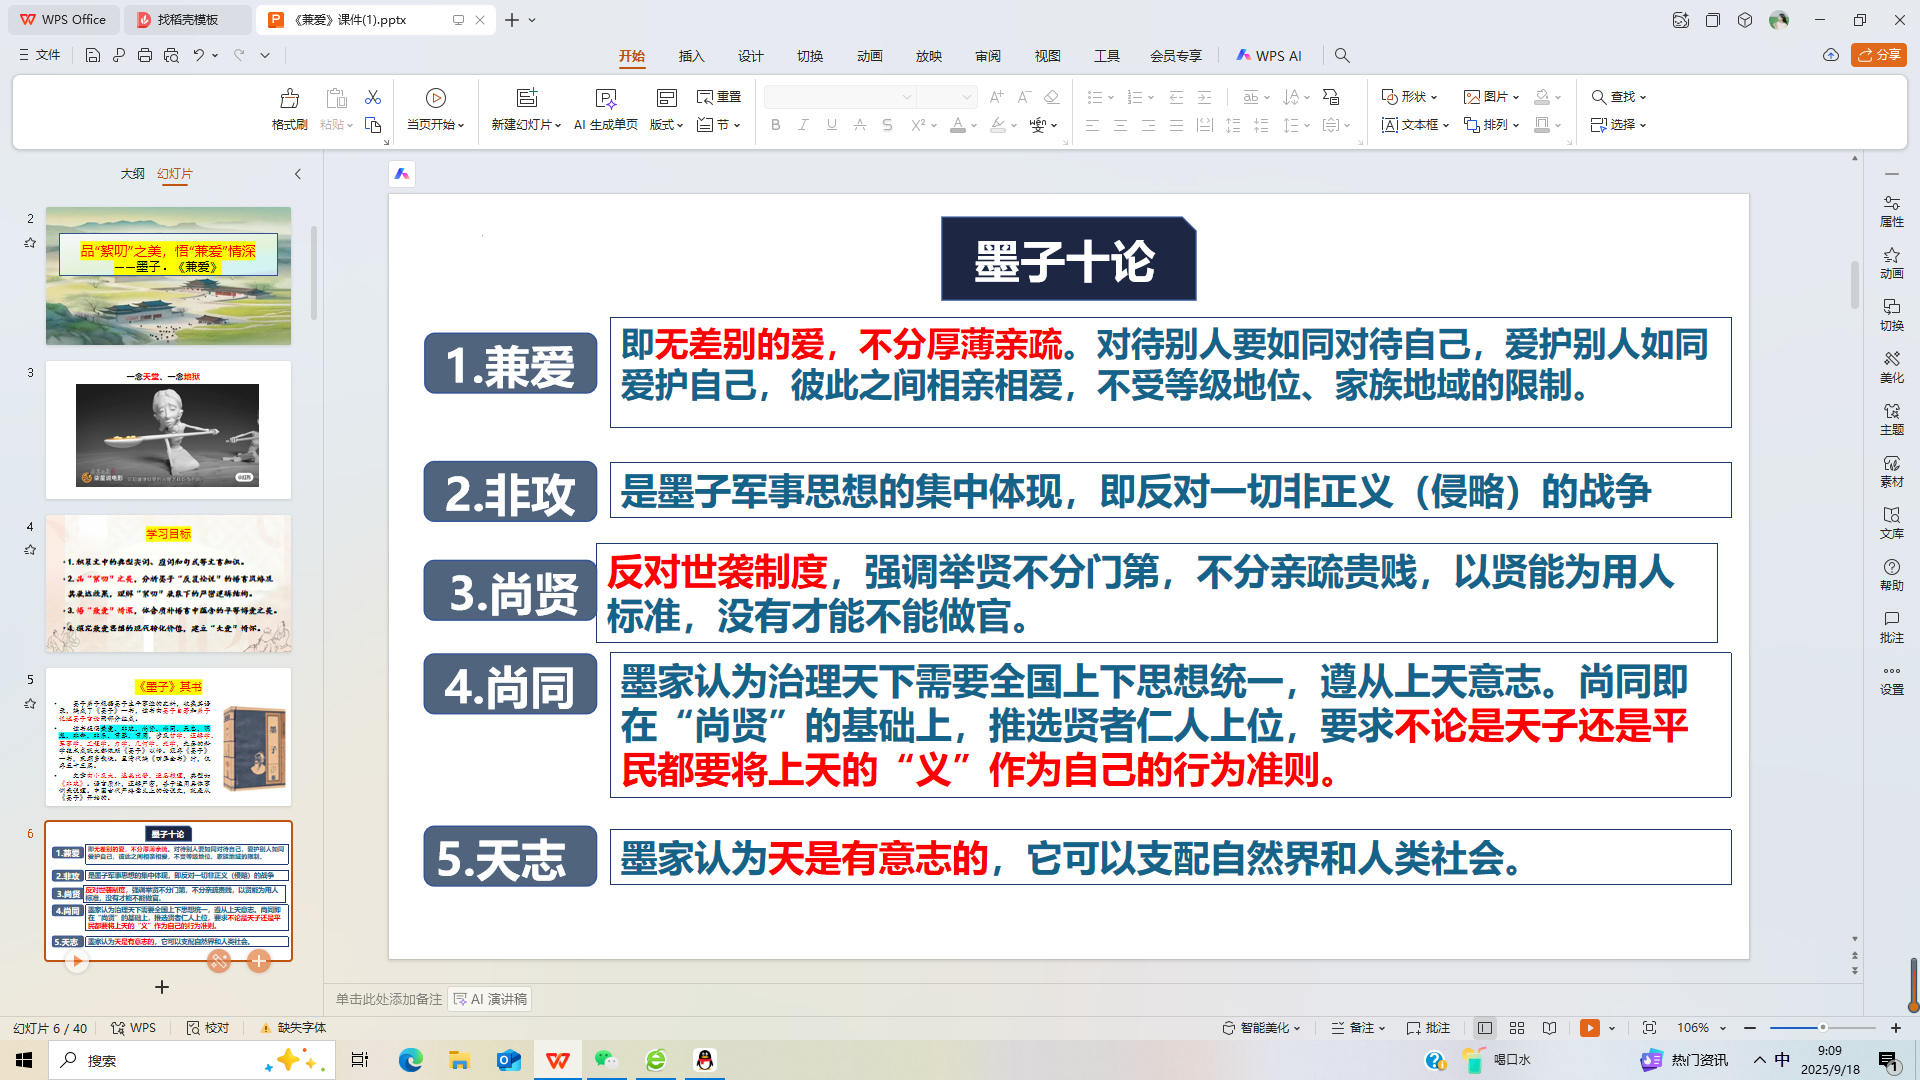 WPS Office
找稻壳模板
《兼爱》课件(1).pptx
文件
开始
插入
设计
切换
动画
放映
审阅
视图
工具
会员专享
WPS AI
分享
格式刷
粘贴
当页开始
新建幻灯片
AI 生成单页
版式
重置
节
形状
图片
查找
文本框
排列
选择
大纲
幻灯片
2
品“絮叨”之美，悟“兼爱”情深
——墨子·《兼爱》
3
一念天堂、一念地狱
4
学习目标
5
《墨子》其书
6
墨子十论
1.兼爱
即无差别的爱，不分厚薄亲疏。对待别人要如同对待自己，爱护别人如同
爱护自己，彼此之间相亲相爱，不受等级地位、家族地域的限制。
2.非攻
是墨子军事思想的集中体现，即反对一切非正义（侵略）的战争
3.尚贤
反对世袭制度，强调举贤不分门第，不分亲疏贵贱，以贤能为用人
标准，没有才能不能做官。
4.尚同
墨家认为治理天下需要全国上下思想统一，遵从上天意志。尚同即
在“尚贤”的基础上，推选贤者仁人上位，要求不论是天子还是平
民都要将上天的“义”作为自己的行为准则。
5.天志
墨家认为天是有意志的，它可以支配自然界和人类社会。
属性
动画
切换
美化
主题
素材
文库
帮助
批注
设置
单击此处添加备注
AI 演讲稿
幻灯片 6 / 40
WPS
校对
缺失字体
智能美化
备注
批注
106%
搜索
喝口水
热门资讯
中
9:09
2025/9/18